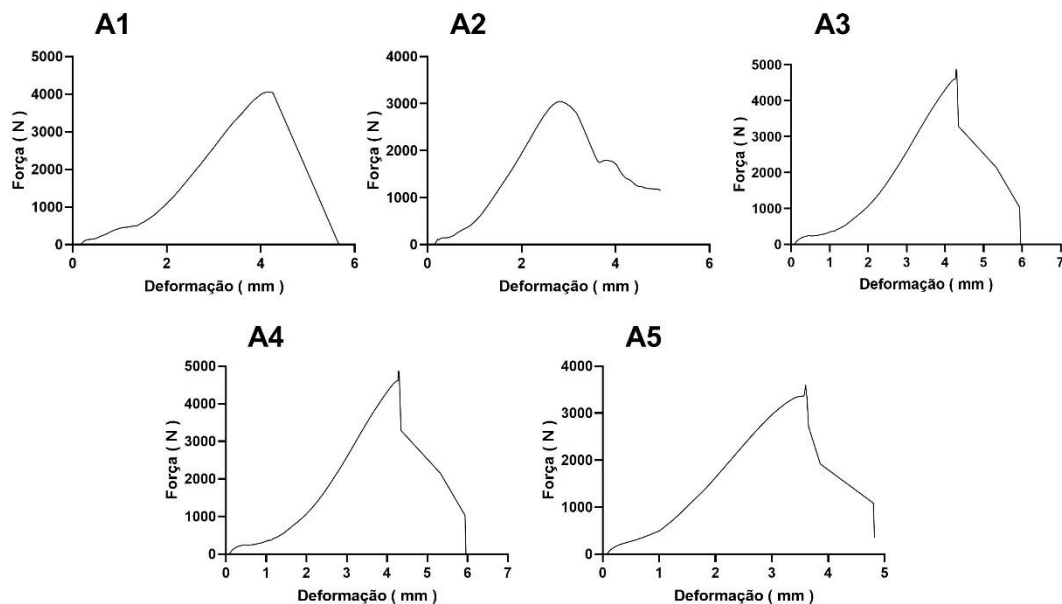 A1
Força ( N )
5000
4000
3000
2000
1000
0
0 2 4 6
Deformação ( mm )
A2
Força ( N )
4000
3000
2000
1000
0
0 1 2 3 4 5 6
Deformação ( mm )
A3
Força ( N )
5000
4000
3000
2000
1000
0
0 1 2 3 4 5 6 7
Deformação ( mm )
A4
Força ( N )
5000
4000
3000
2000
1000
0
0 1 2 3 4 5 6 7
Deformação ( mm )
A5
Força ( N )
4000
3000
2000
1000
0
0 1 2 3 4 5
Deformação ( mm )